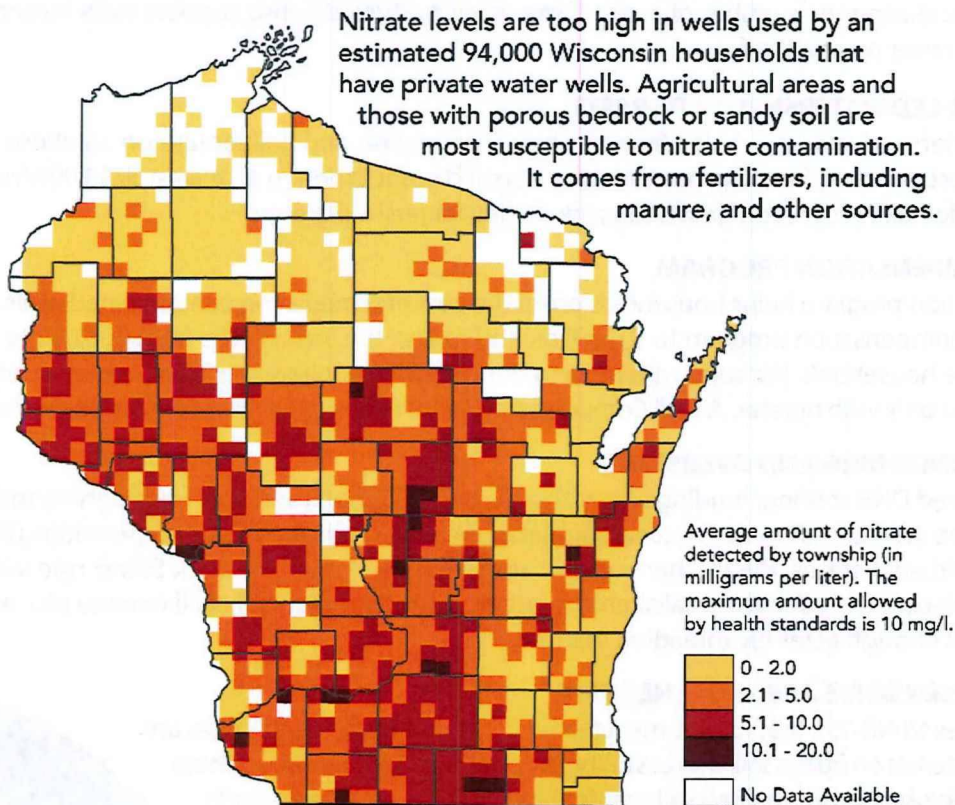 Nitrate levels are too high in wells used by an
estimated 94,000 Wisconsin households that
have private water wells. Agricultural areas and
those with porous bedrock or sandy soil are
most susceptible to nitrate contamination.
It comes from fertilizers, including
manure, and other sources.
Average amount of nitrate
detected by township (in
milligrams per liter). The
maximum amount allowed
by health standards is 10 mg/l.
0 - 2.0
2.1 - 5.0
5.1 - 10.0
10.1 - 20.0
No Data Available